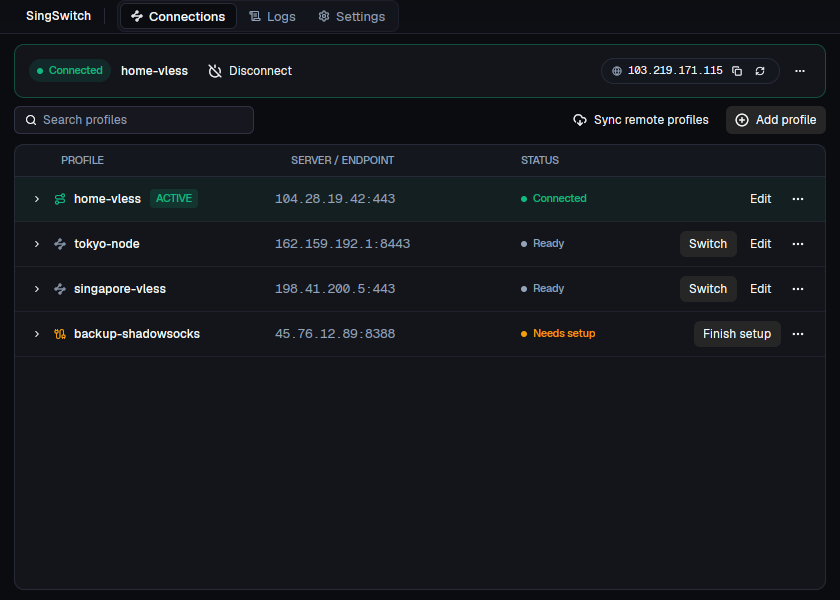 SingSwitch Connections Logs Settings
Connected home-vless Disconnect 103.219.171.115
Search profiles Sync remote profiles Add profile
PROFILE SERVER / ENDPOINT STATUS
home-vless ACTIVE 104.28.19.42:443 Connected Edit
tokyo-node 162.159.192.1:8443 Ready Switch Edit
singapore-vless 198.41.200.5:443 Ready Switch Edit
backup-shadowsocks 45.76.12.89:8388 Needs setup Finish setup